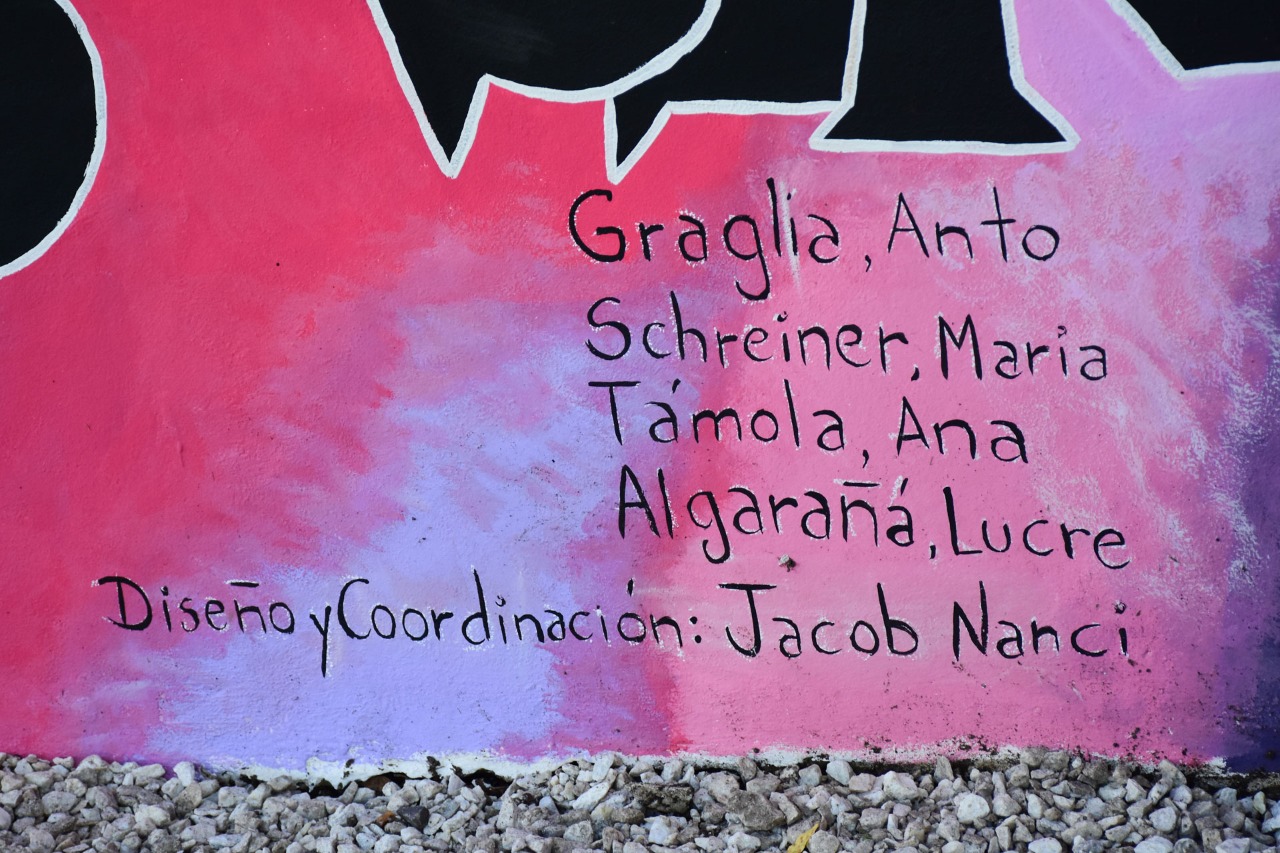 Graglia, Anto
Schreiner, Maria
Támola, Ana
Algarañá, Lucre
Diseño y Coordinación: Jacob Nanci